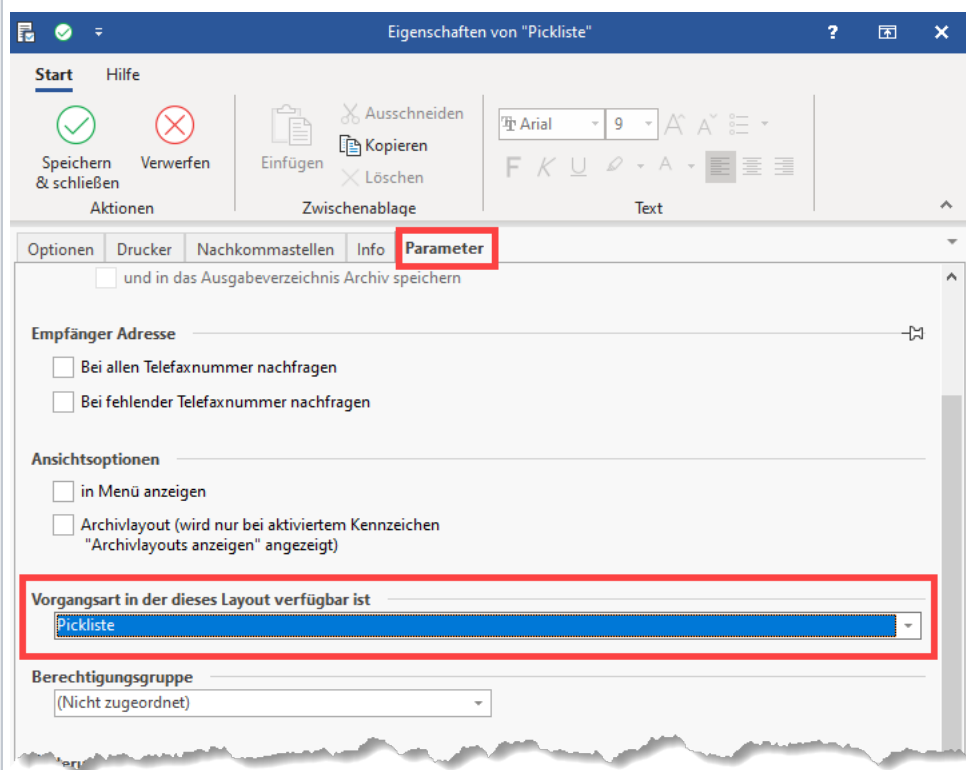 Eigenschaften von "Pickliste"
?
Start Hilfe
Speichern & schließen
Verwerfen
Aktionen
Einfügen
Ausschneiden
Kopieren
Löschen
Zwischenablage
Arial 9
F K U A
Text
Optionen Drucker Nachkommastellen Info Parameter
und in das Ausgabeverzeichnis Archiv speichern
Empfänger Adresse
Bei allen Telefaxnummer nachfragen
Bei fehlender Telefaxnummer nachfragen
Ansichtsoptionen
in Menü anzeigen
Archivlayout (wird nur bei aktiviertem Kennzeichen
"Archivlayouts anzeigen" angezeigt)
Vorgangsart in der dieses Layout verfügbar ist
Pickliste
Berechtigungsgruppe
(Nicht zugeordnet)